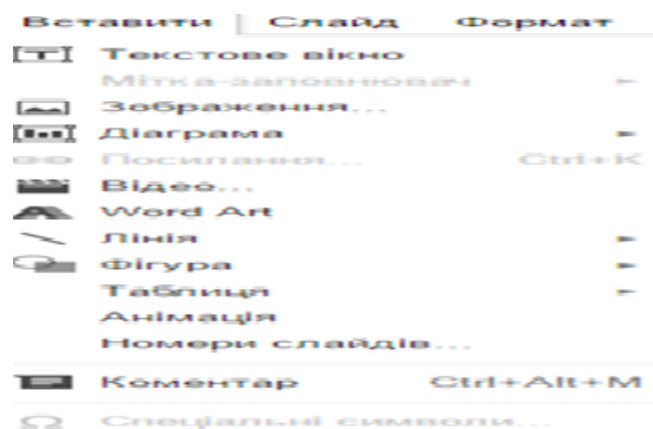 Вставити Слайд Формат
Текстове вікно
Мітка-заповнювач
Зображення...
Діаграма
Посилання... Ctrl+K
Відео...
Word Art
Лінія
Фігура
Таблиця
Анімація
Номери слайдів...
Коментар Ctrl+Alt+M
Спеціальні символи...